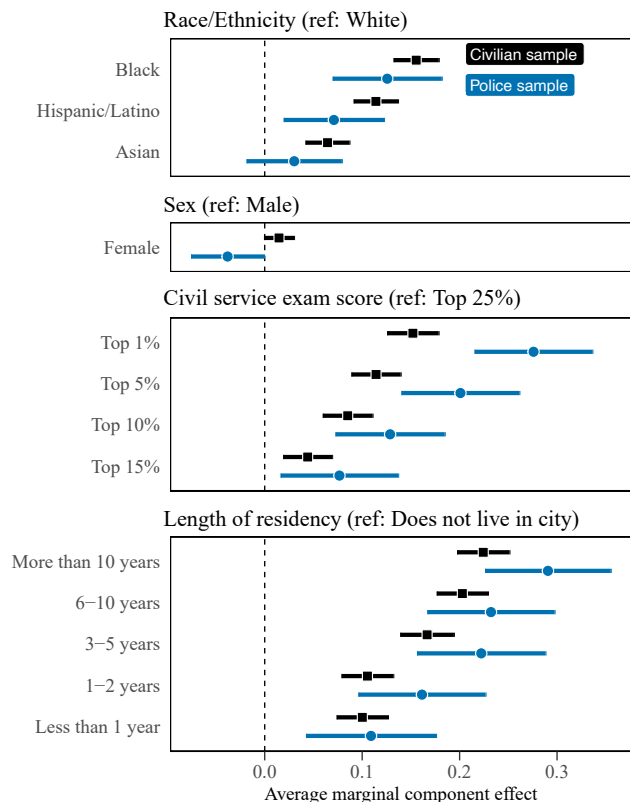 Race/Ethnicity (ref: White)
Civilian sample
Black
Police sample
Hispanic/Latino
Asian
Sex (ref: Male)
Female
Civil service exam score (ref: Top 25%)
Top 1%
Top 5%
Top 10%
Top 15%
Length of residency (ref: Does not live in city)
More than 10 years
6−10 years
3−5 years
1−2 years
Less than 1 year
0.0 0.1 0.2 0.3
Average marginal component effect